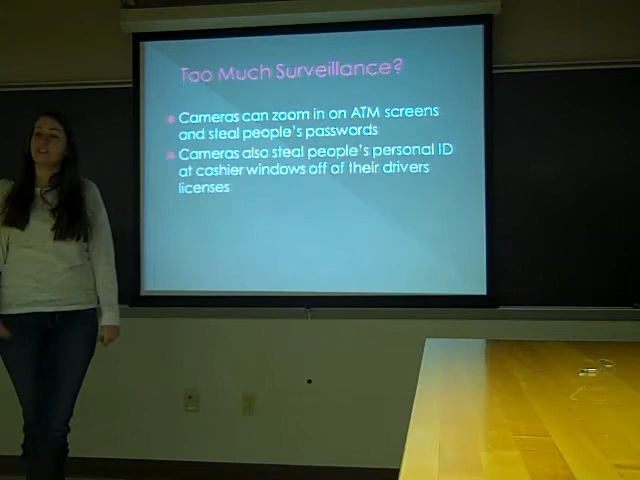 Too Much Surveillance?
Cameras can zoom in on ATM screens
and steal people's passwords
Cameras also steal people's personal ID
at cashier windows off of their drivers
licenses